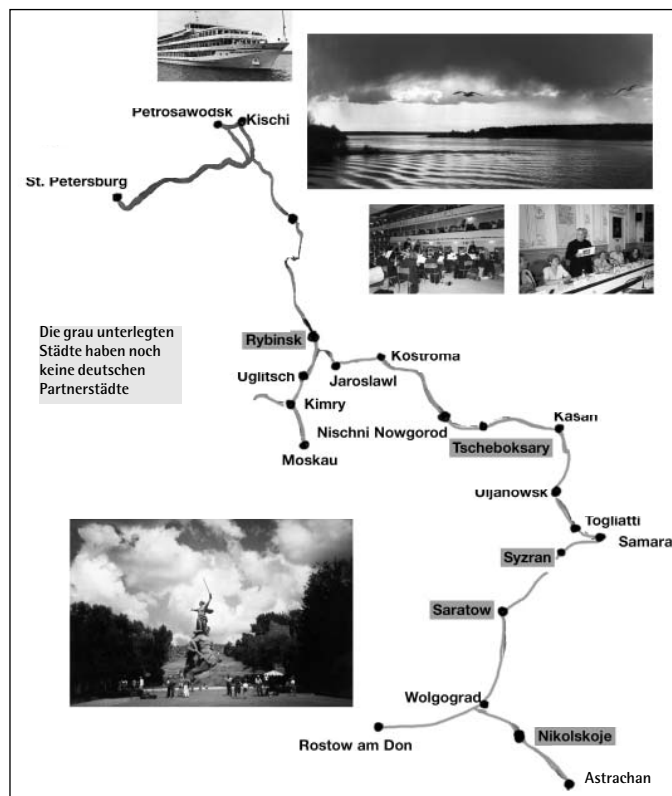 Petrosawodsk
Kischi
St. Petersburg
Die grau unterlegten
Städte haben noch
keine deutschen
Partnerstädte
Rybinsk
Kostroma
Jaroslawl
Uglitsch
Kimry
Kasan
Nischni Nowgorod
Tscheboksary
Moskau
Uljanowsk
Togliatti
Samara
Syzran
Saratow
Wolgograd
Rostow am Don
Nikolskoje
Astrachan